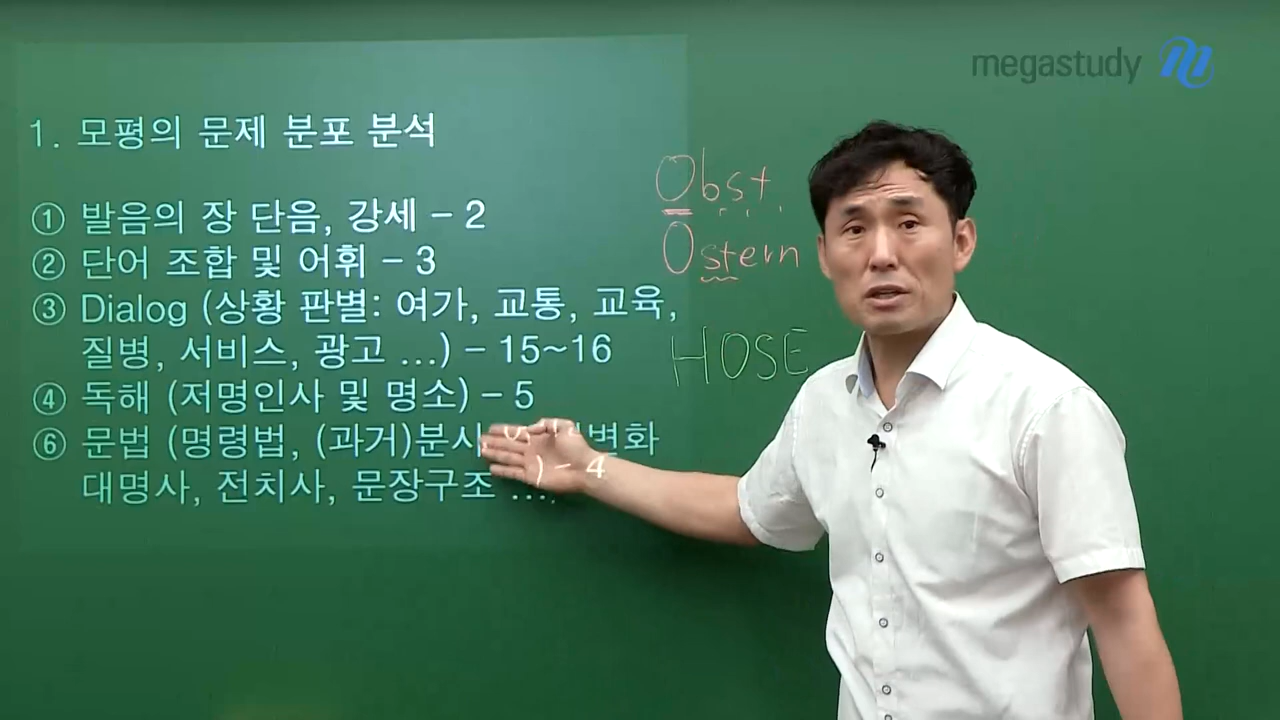 megastudy
1. 모평의 문제 분포 분석
① 발음의 장 단음, 강세 – 2
② 단어 조합 및 어휘 – 3
③ Dialog (상황 판별: 여가, 교통, 교육,
질병, 서비스, 광고 ...) – 15~16
④ 독해 (저명인사 및 명소) – 5
⑥ 문법 (명령법, (과거)분사, 변화
대명사, 전치사, 문장구조 ...) – 4
Obst
Ostern
HOSE